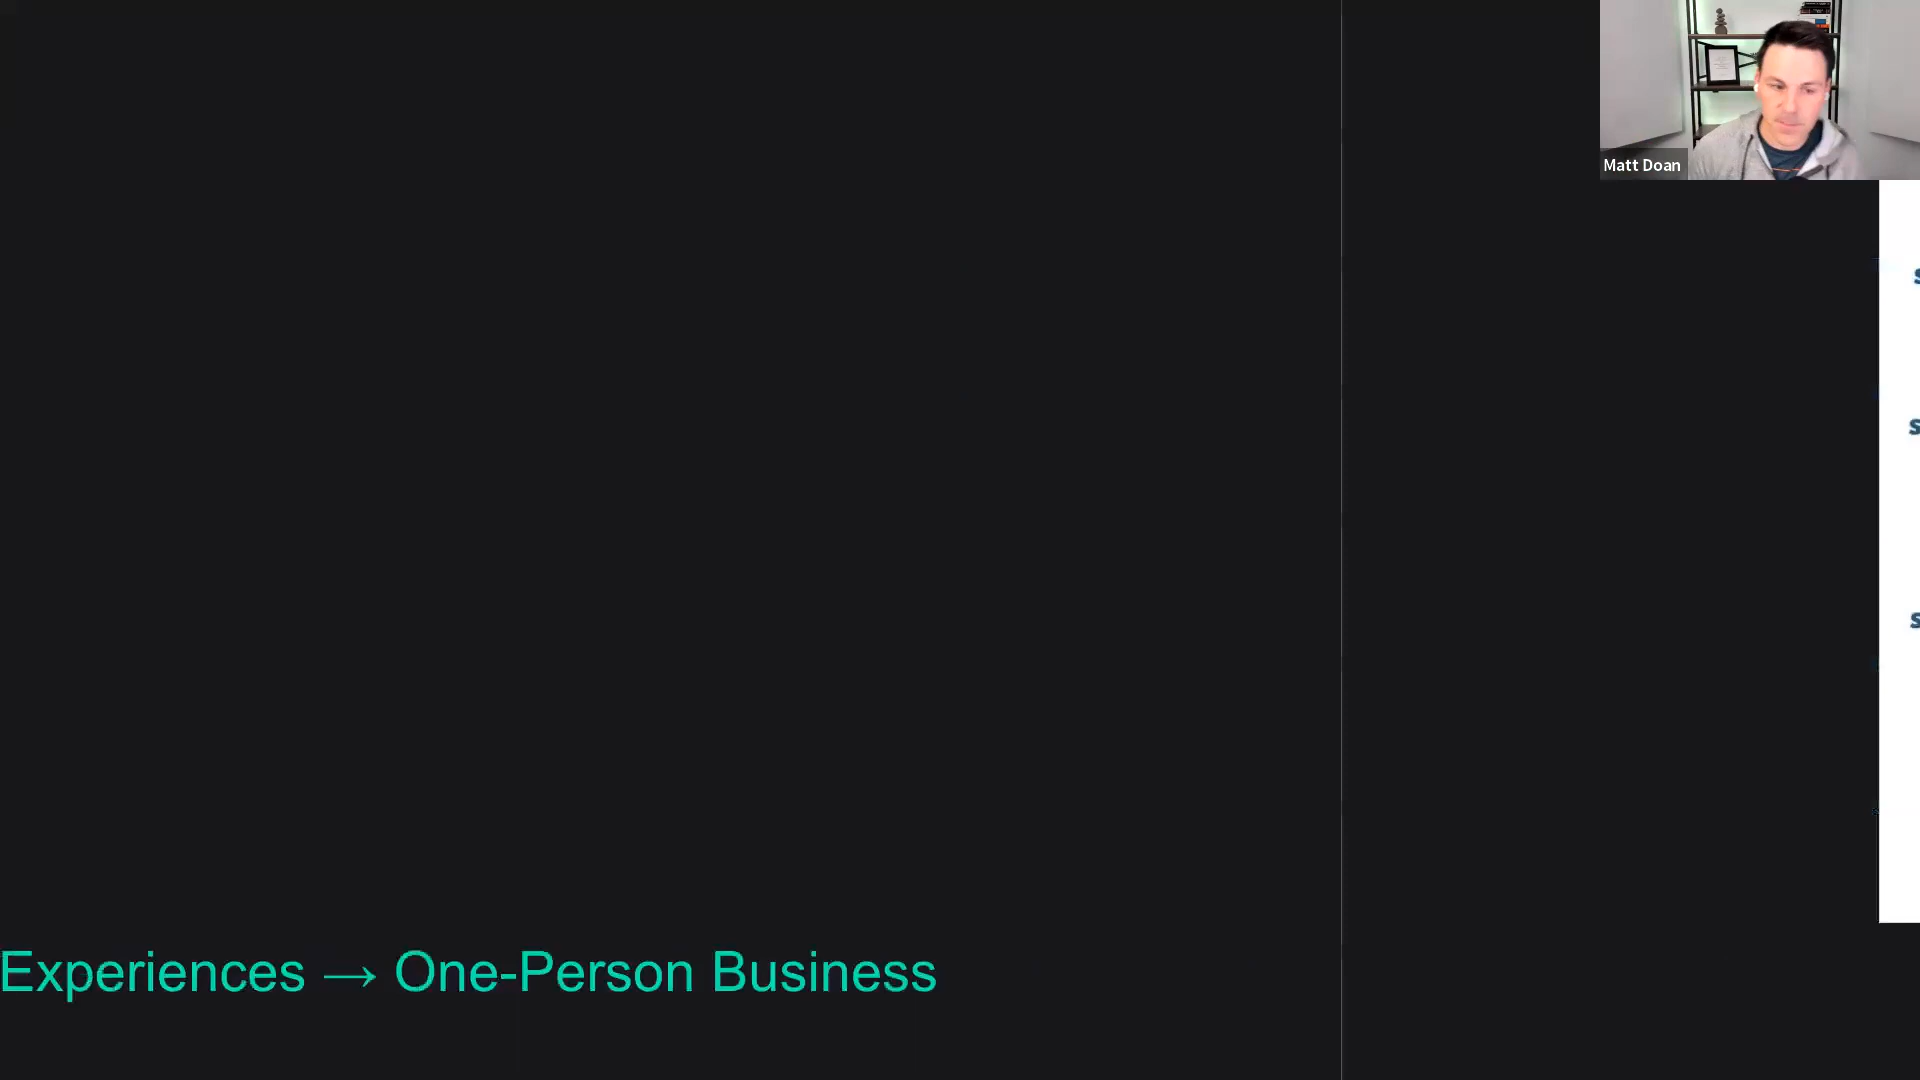 Matt Doan
Experiences → One-Person Business